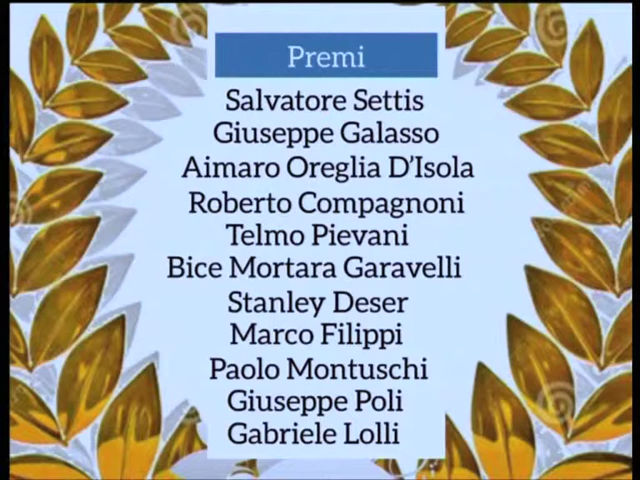 Premi
Salvatore Settis
Giuseppe Galasso
Aimaro Oreglia D'Isola
Roberto Compagnoni
Telmo Pievani
Bice Mortara Garavelli
Stanley Deser
Marco Filippi
Paolo Montuschi
Giuseppe Poli
Gabriele Lolli